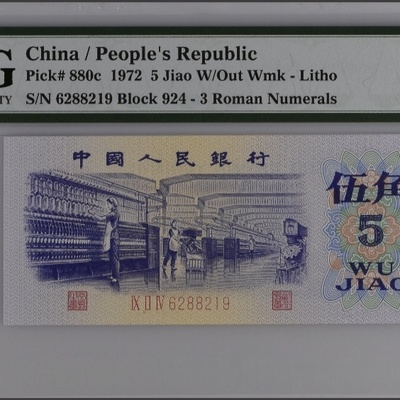 G
TY
China / People's Republic
Pick# 880c 1972 5 Jiao W/Out Wmk - Litho
S/N 6288219 Block 924 - 3 Roman Numerals
中國人民銀行
伍角
5
WU
JIAO
IX II IV 6288219